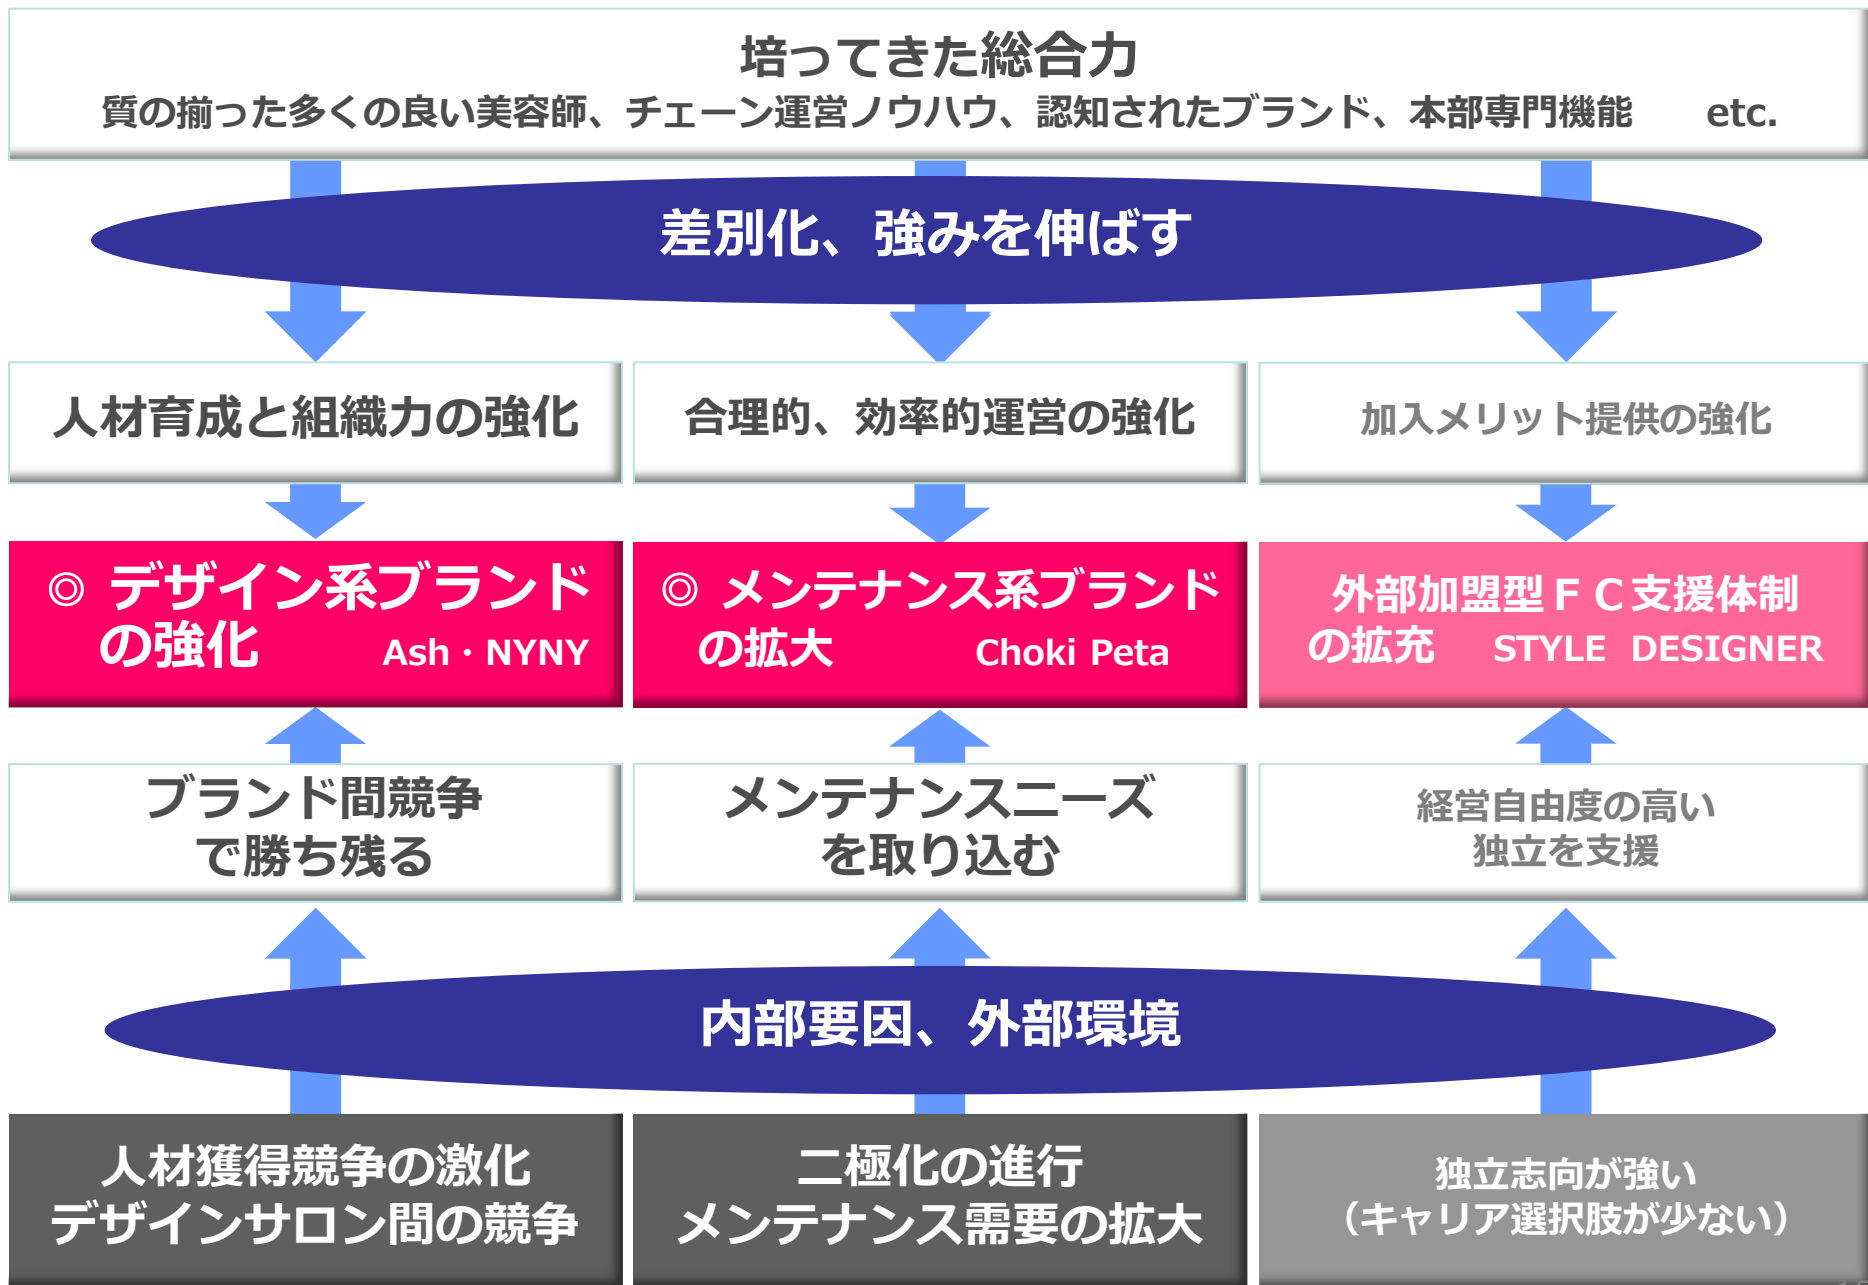 培ってきた総合力
質の揃った多くの良い美容師、チェーン運営ノウハウ、認知されたブランド、本部専門機能　　etc.
差別化、強みを伸ばす
人材育成と組織力の強化
合理的、効率的運営の強化
加入メリット提供の強化
◎ デザイン系ブランド
の強化　　Ash・NYNY
◎ メンテナンス系ブランド
の拡大　　Choki Peta
外部加盟型ＦＣ支援体制
の拡充　STYLE DESIGNER
ブランド間競争
で勝ち残る
メンテナンスニーズ
を取り込む
経営自由度の高い
独立を支援
内部要因、外部環境
人材獲得競争の激化
デザインサロン間の競争
二極化の進行
メンテナンス需要の拡大
独立志向が強い
（キャリア選択肢が少ない）